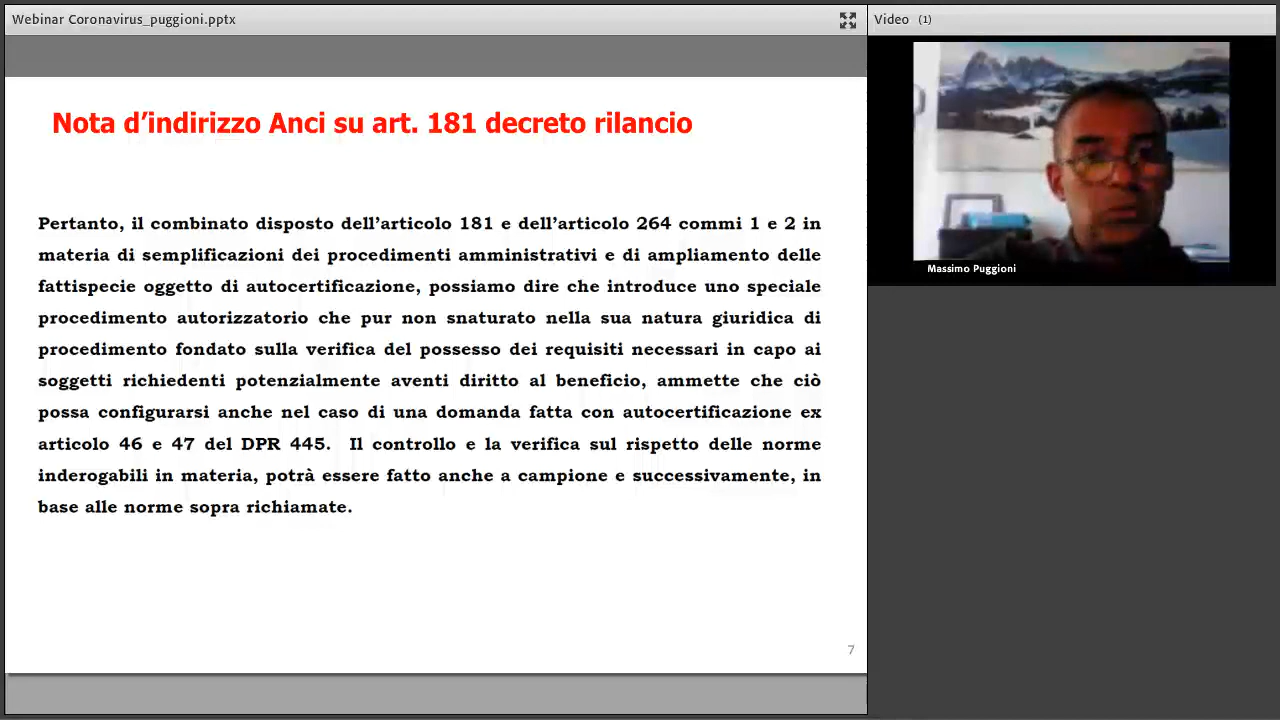 Webinar Coronavirus_puggioni.pptx
Video (1)
Nota d’indirizzo Anci su art. 181 decreto rilancio
Pertanto, il combinato disposto dell’articolo 181 e dell’articolo 264 commi 1 e 2 in
materia di semplificazioni dei procedimenti amministrativi e di ampliamento delle
fattispecie oggetto di autocertificazione, possiamo dire che introduce uno speciale
procedimento autorizzatorio che pur non snaturato nella sua natura giuridica di
procedimento fondato sulla verifica del possesso dei requisiti necessari in capo ai
soggetti richiedenti potenzialmente aventi diritto al beneficio, ammette che ciò
possa configurarsi anche nel caso di una domanda fatta con autocertificazione ex
articolo 46 e 47 del DPR 445. Il controllo e la verifica sul rispetto delle norme
inderogabili in materia, potrà essere fatto anche a campione e successivamente, in
base alle norme sopra richiamate.
7
Massimo Puggioni